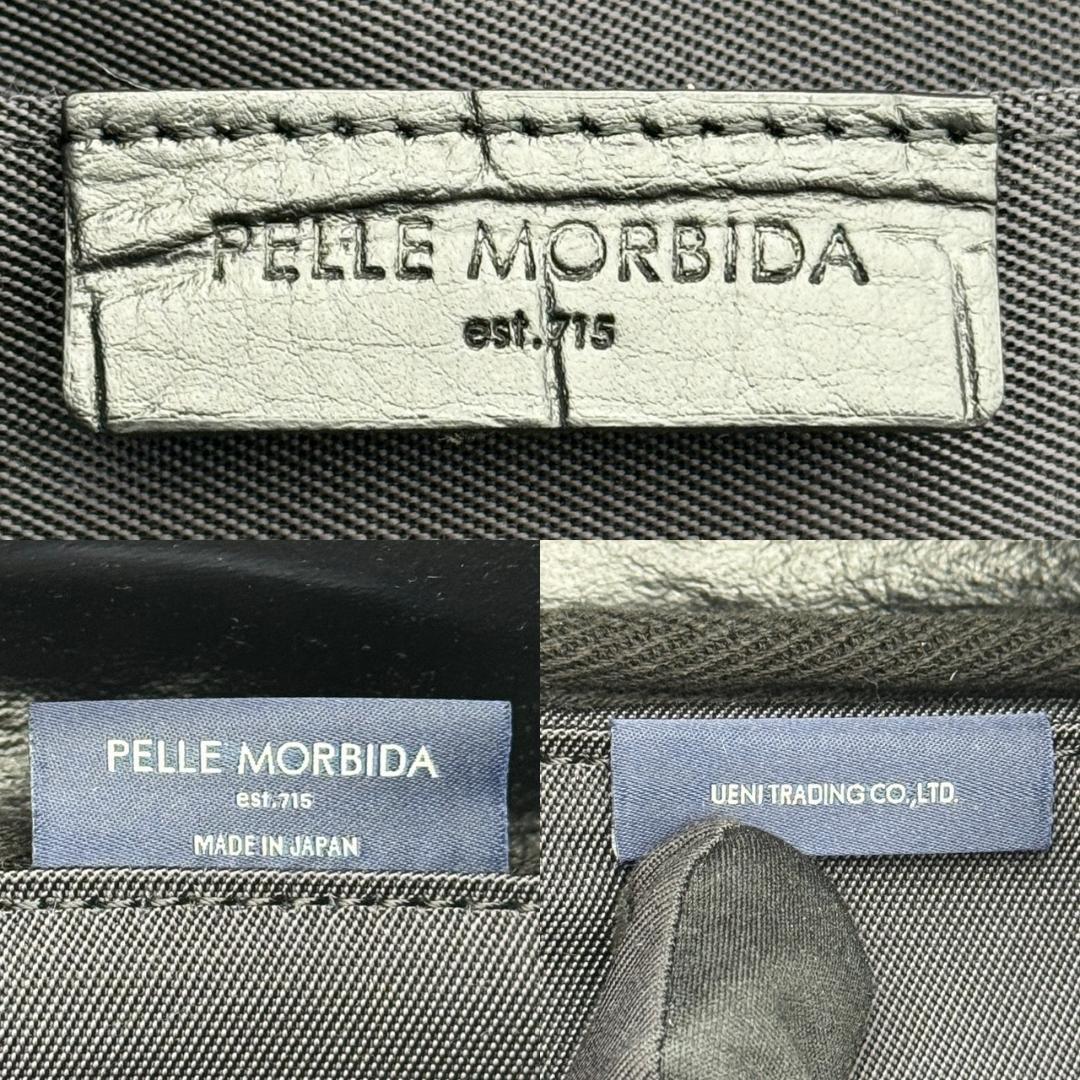 PELLE MORBIDA
est.715
PELLE MORBIDA
est.715
MADE IN JAPAN
UENI TRADING CO.,LTD.